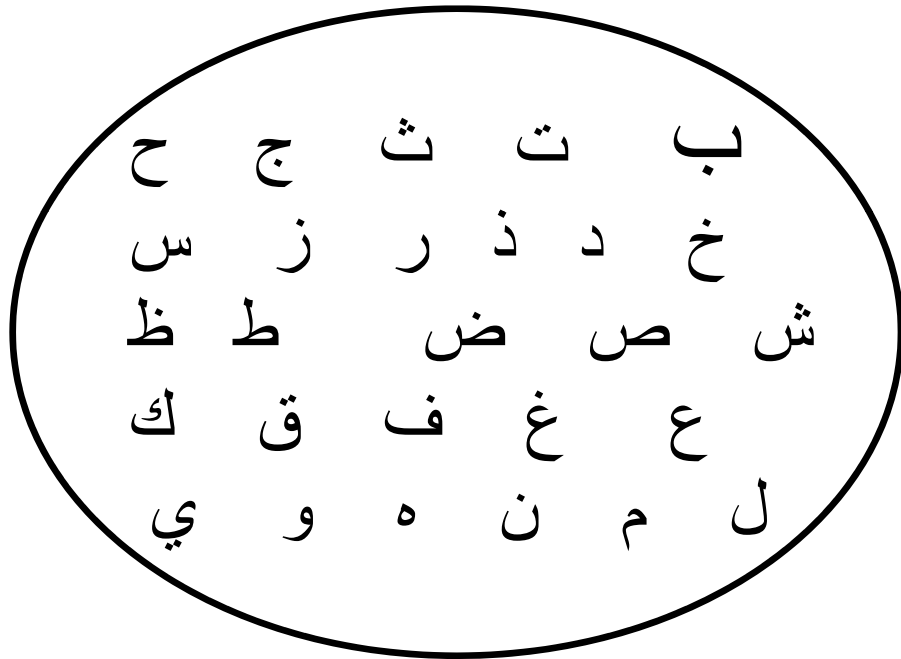 ب ت ث ج ح
خ د ذ ر ز س
ش ص ض ط ظ
ع غ ف ق ك
ل م ن ه و ي